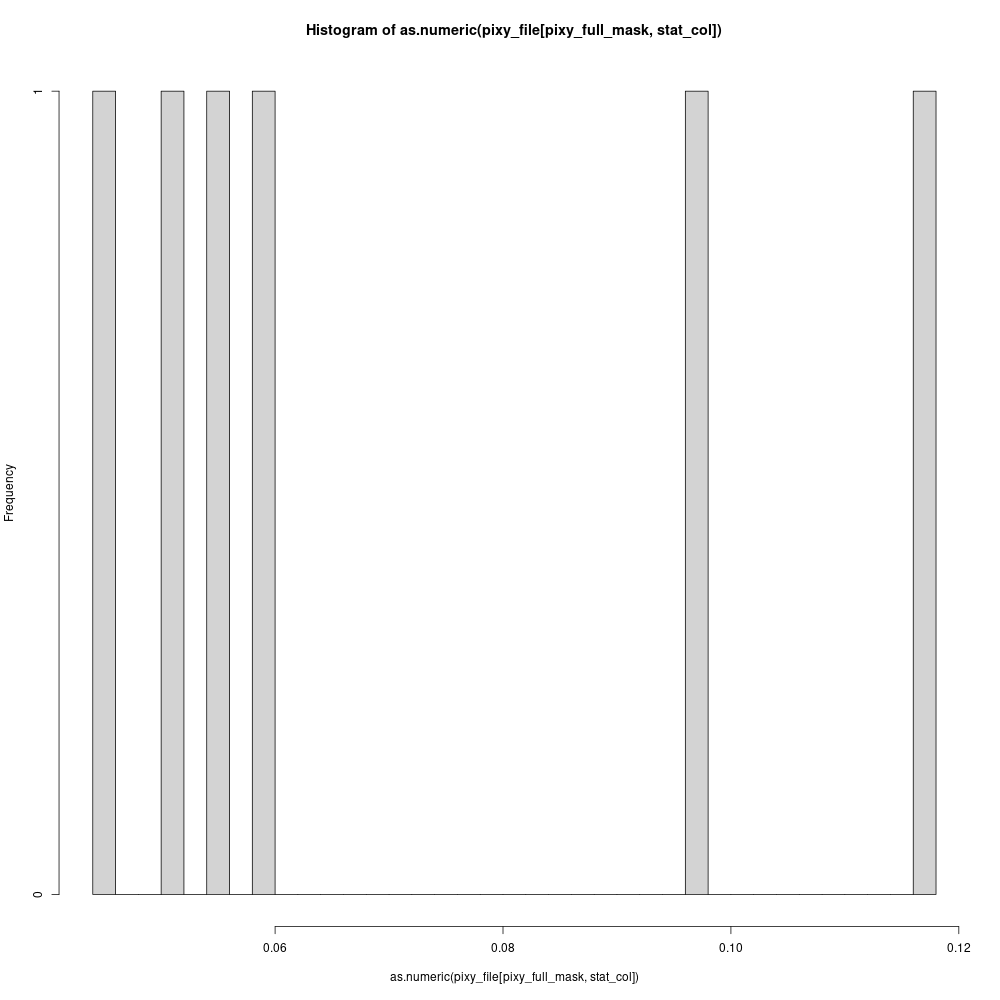 Histogram of as.numeric(pixy_file[pixy_full_mask, stat_col])
1
Frequency
0
0.06 0.08 0.10 0.12
as.numeric(pixy_file[pixy_full_mask, stat_col])